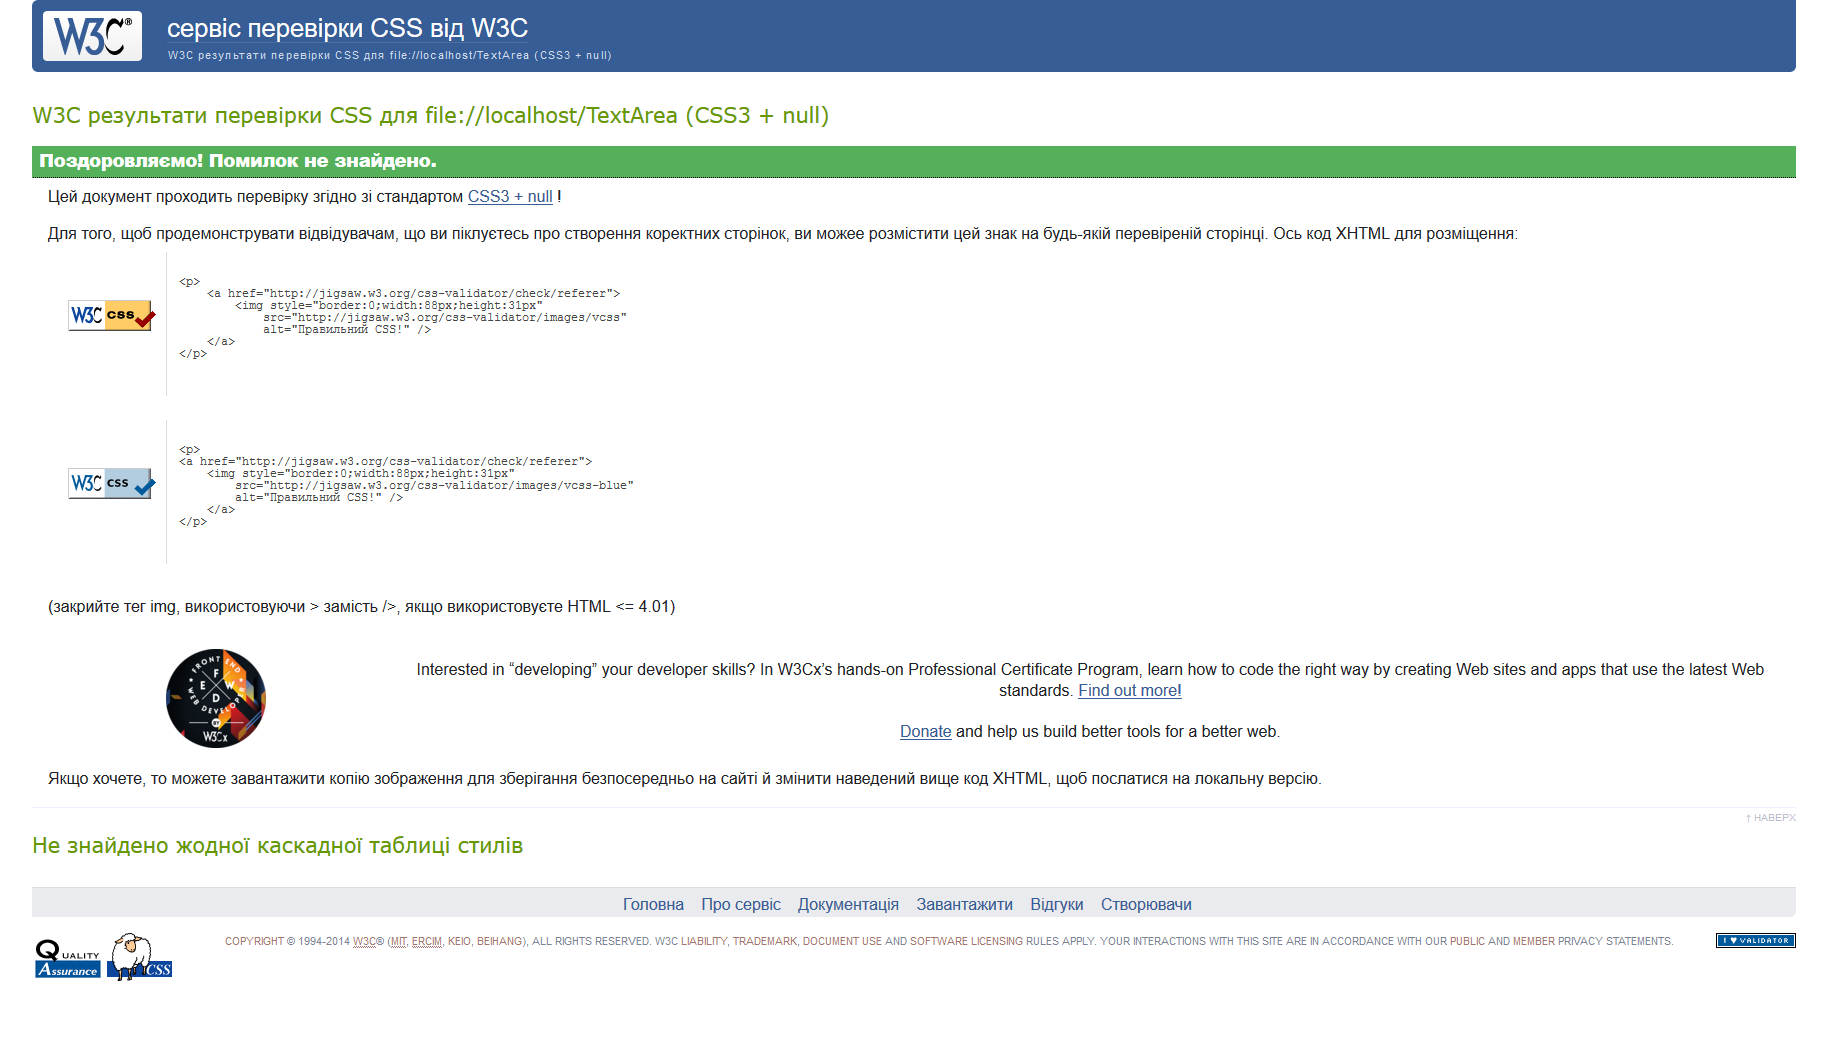 W3C®
сервіс перевірки CSS від W3C
W3C результати перевірки CSS для file://localhost/TextArea (CSS3 + null)
W3C результати перевірки CSS для file://localhost/TextArea (CSS3 + null)
Поздоровляємо! Помилок не знайдено.
Цей документ проходить перевірку згідно зі стандартом CSS3 + null !
Для того, щоб продемонструвати відвідувачам, що ви піклуєтесь про створення коректних сторінок, ви можее розмістити цей знак на будь-якій перевіреній сторінці. Ось код XHTML для розміщення:
W3C css
<p>
<a href="http://jigsaw.w3.org/css-validator/check/referer">
<img style="border:0;width:88px;height:31px"
src="http://jigsaw.w3.org/css-validator/images/vcss"
alt="Правильний CSS!" />
</a>
</p>
W3C css
<p>
<a href="http://jigsaw.w3.org/css-validator/check/referer">
<img style="border:0;width:88px;height:31px"
src="http://jigsaw.w3.org/css-validator/images/vcss-blue"
alt="Правильний CSS!" />
</a>
</p>
(закрийте тег img, використовуючи > замість />, якщо використовуєте HTML <= 4.01)
FRONT END
F
E W
D
WEB DEVELOPER
BY
W3Cx
Interested in “developing” your developer skills? In W3Cx’s hands-on Professional Certificate Program, learn how to code the right way by creating Web sites and apps that use the latest Web
standards. Find out more!
Donate and help us build better tools for a better web.
Якщо хочете, то можете завантажити копію зображення для зберігання безпосередньо на сайті й змінити наведений вище код XHTML, щоб послатися на локальну версію.
↑ НАВЕРХ
Не знайдено жодної каскадної таблиці стилів
Головна Про сервіс Документація Завантажити Відгуки Створювачи
QUALITY
Assurance CSS
COPYRIGHT © 1994-2014 W3C® (MIT, ERCIM, KEIO, BEIHANG), ALL RIGHTS RESERVED. W3C LIABILITY, TRADEMARK, DOCUMENT USE AND SOFTWARE LICENSING RULES APPLY. YOUR INTERACTIONS WITH THIS SITE ARE IN ACCORDANCE WITH OUR PUBLIC AND MEMBER PRIVACY STATEMENTS.
I ♥ VALIDATOR